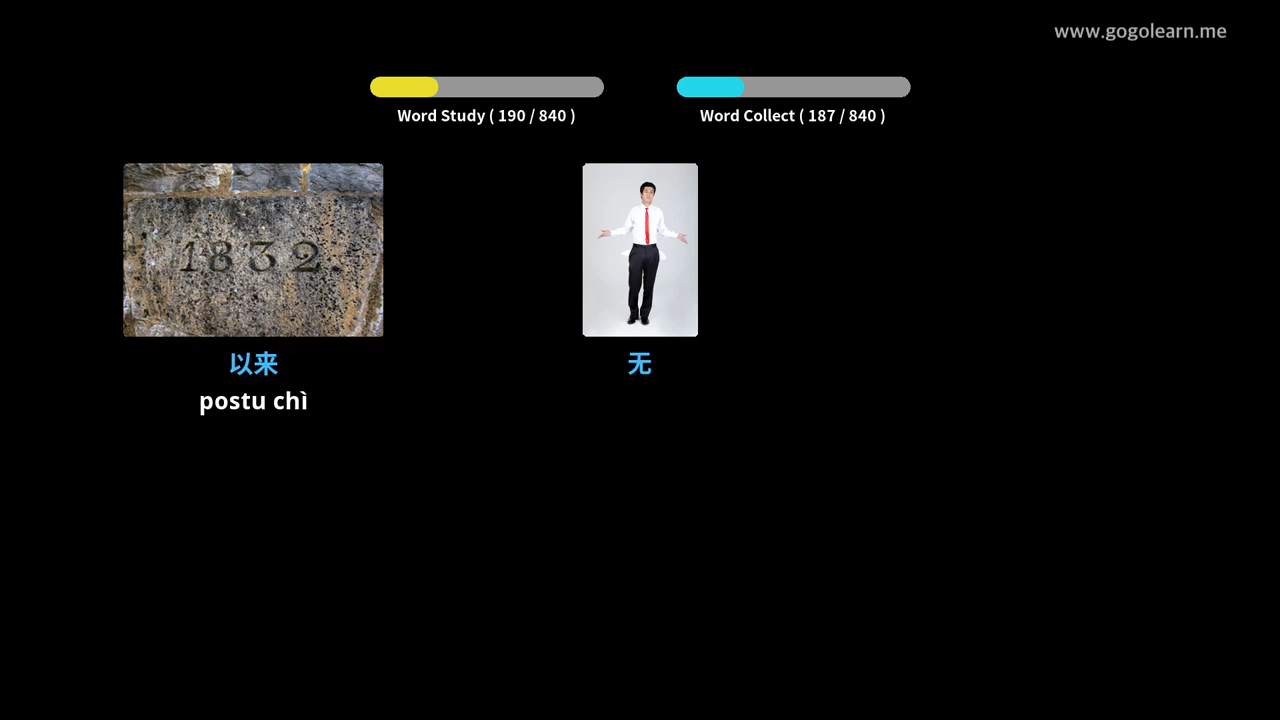 www.gogolearn.me
Word Study ( 190 / 840 )
Word Collect ( 187 / 840 )
1832.
以来
无
postu chì